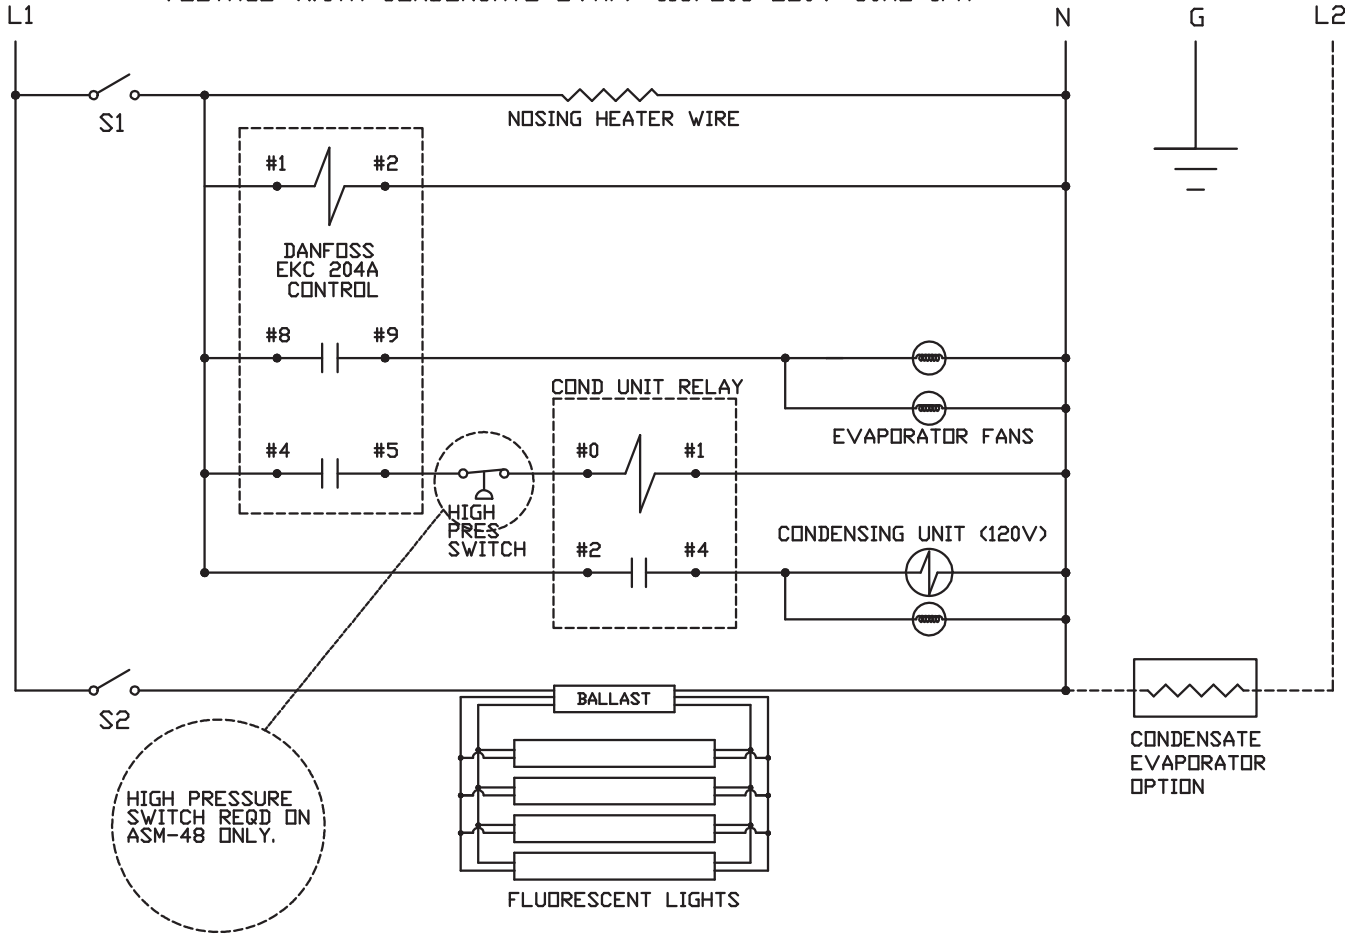 L1
N
G
L2
S1
NOSING HEATER WIRE
#1
#2
DANFOSS
EKC 204A
CONTROL
#8
#9
COND UNIT RELAY
EVAPORATOR FANS
#4
#5
#0
#1
HIGH
PRES
SWITCH
#2
#4
CONDENSING UNIT (120V)
S2
BALLAST
CONDENSATE
EVAPORATOR
OPTION
HIGH PRESSURE
SWITCH REQD ON
ASM-48 ONLY.
FLUORESCENT LIGHTS